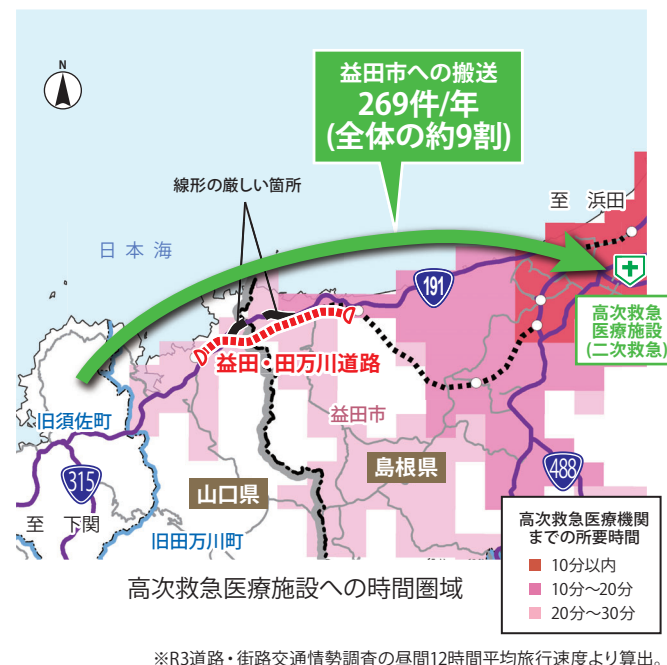 N
益田市への搬送
269件/年
(全体の約9割)
線形の厳しい箇所
至 浜田
日本海
191
高次救急
医療施設
(二次救急)
益田・田万川道路
益田市
旧須佐町
島根県
315
488
山口県
至 下関
旧田万川町
高次救急医療機関
までの所要時間
10分以内
10分～20分
20分～30分
高次救急医療施設への時間圏域
※R3道路・街路交通情勢調査の昼間12時間平均旅行速度より算出。